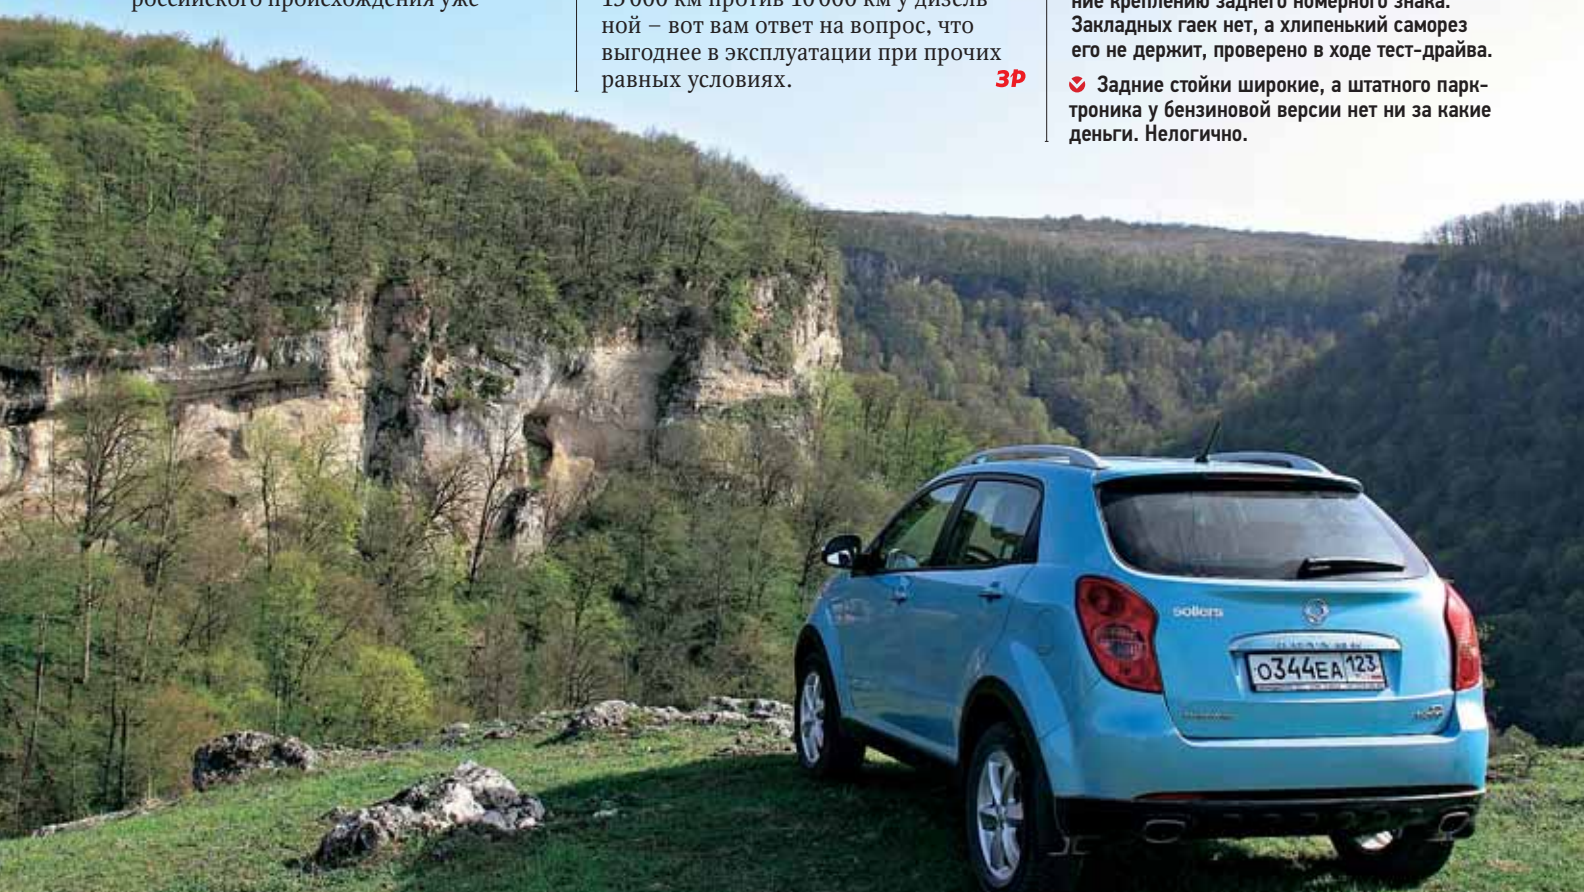 российского происхождения уже
15 000 км против 10 000 км у дизель-
ной – вот вам ответ на вопрос, что
выгоднее в эксплуатации при прочих
равных условиях.
ЗР
ние креплению заднего номерного знака.
Закладных гаек нет, а хлипенький саморез
его не держит, проверено в ходе тест-драйва.
Задние стойки широкие, а штатного парк-
троника у бензиновой версии нет ни за какие
деньги. Нелогично.
sollers
О344ЕА 123